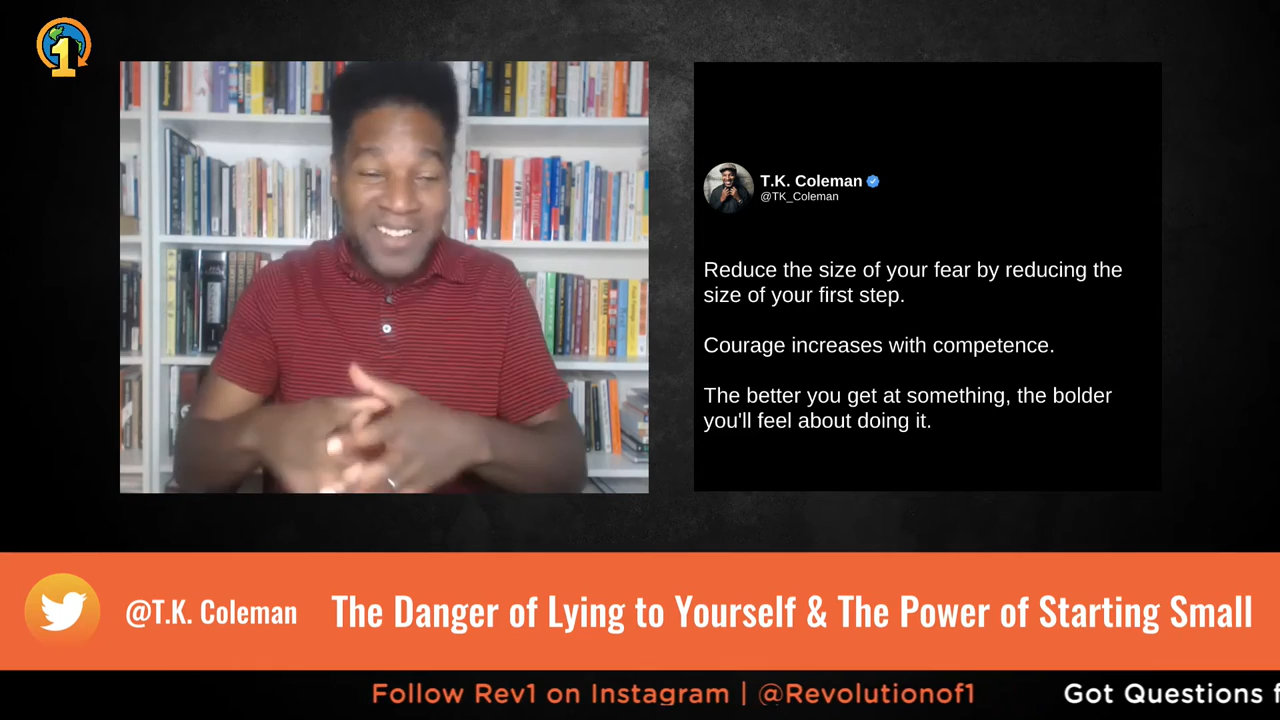 1
T.K. Coleman
@TK_Coleman
Reduce the size of your fear by reducing the
size of your first step.
Courage increases with competence.
The better you get at something, the bolder
you'll feel about doing it.
@T.K. Coleman
The Danger of Lying to Yourself & The Power of Starting Small
Follow Rev1 on Instagram | @Revolutionof1
Got Questions f